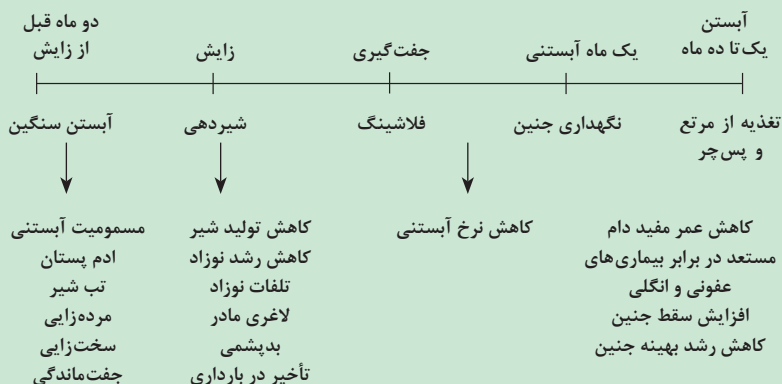 دو ماه قبل
از زایش
زایش
جفت‌گیری
یک ماه آبستنی
آبستن
یک تا ده ماه
آبستن سنگین
شیردهی
فلاشینگ
نگهداری جنین
تغذیه از مرتع
و پس‌چر
مسمومیت آبستنی
ادم پستان
تب شیر
مرده‌زایی
سخت‌زایی
جفت‌ماندگی
کاهش تولید شیر
کاهش رشد نوزاد
تلفات نوزاد
لاغری مادر
بدپشمی
تأخیر در بارداری
کاهش نرخ آبستنی
کاهش عمر مفید دام
مستعد در برابر بیماری‌های
عفونی و انگلی
افزایش سقط جنین
کاهش رشد بهینه جنین